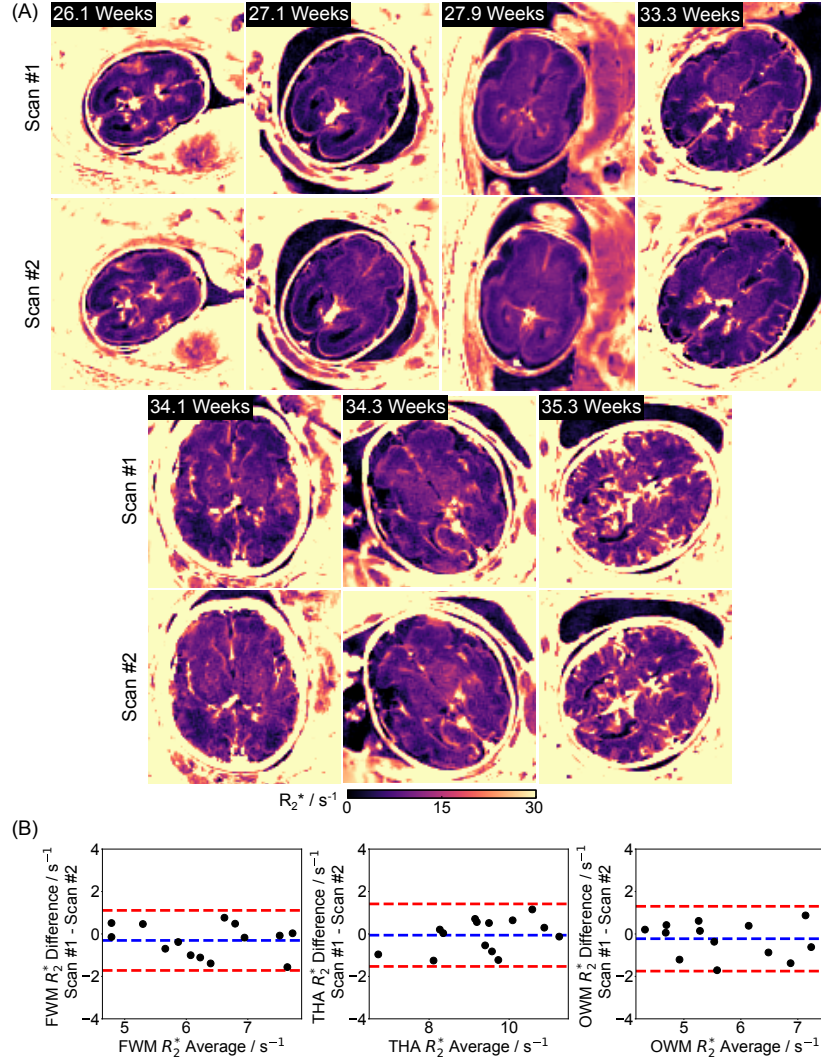 (A)
26.1 Weeks 27.1 Weeks 27.9 Weeks 33.3 Weeks
Scan #1
Scan #2
34.1 Weeks 34.3 Weeks 35.3 Weeks
Scan #1
Scan #2
R₂* / s⁻¹ 0 15 30
(B)
FWM R₂* Difference / s⁻¹
Scan #1 - Scan #2
4
2
0
−2
−4
5 6 7
FWM R₂* Average / s⁻¹
THA R₂* Difference / s⁻¹
Scan #1 - Scan #2
4
2
0
−2
−4
8 10
THA R₂* Average / s⁻¹
OWM R₂* Difference / s⁻¹
Scan #1 - Scan #2
4
2
0
−2
−4
5 6 7
OWM R₂* Average / s⁻¹